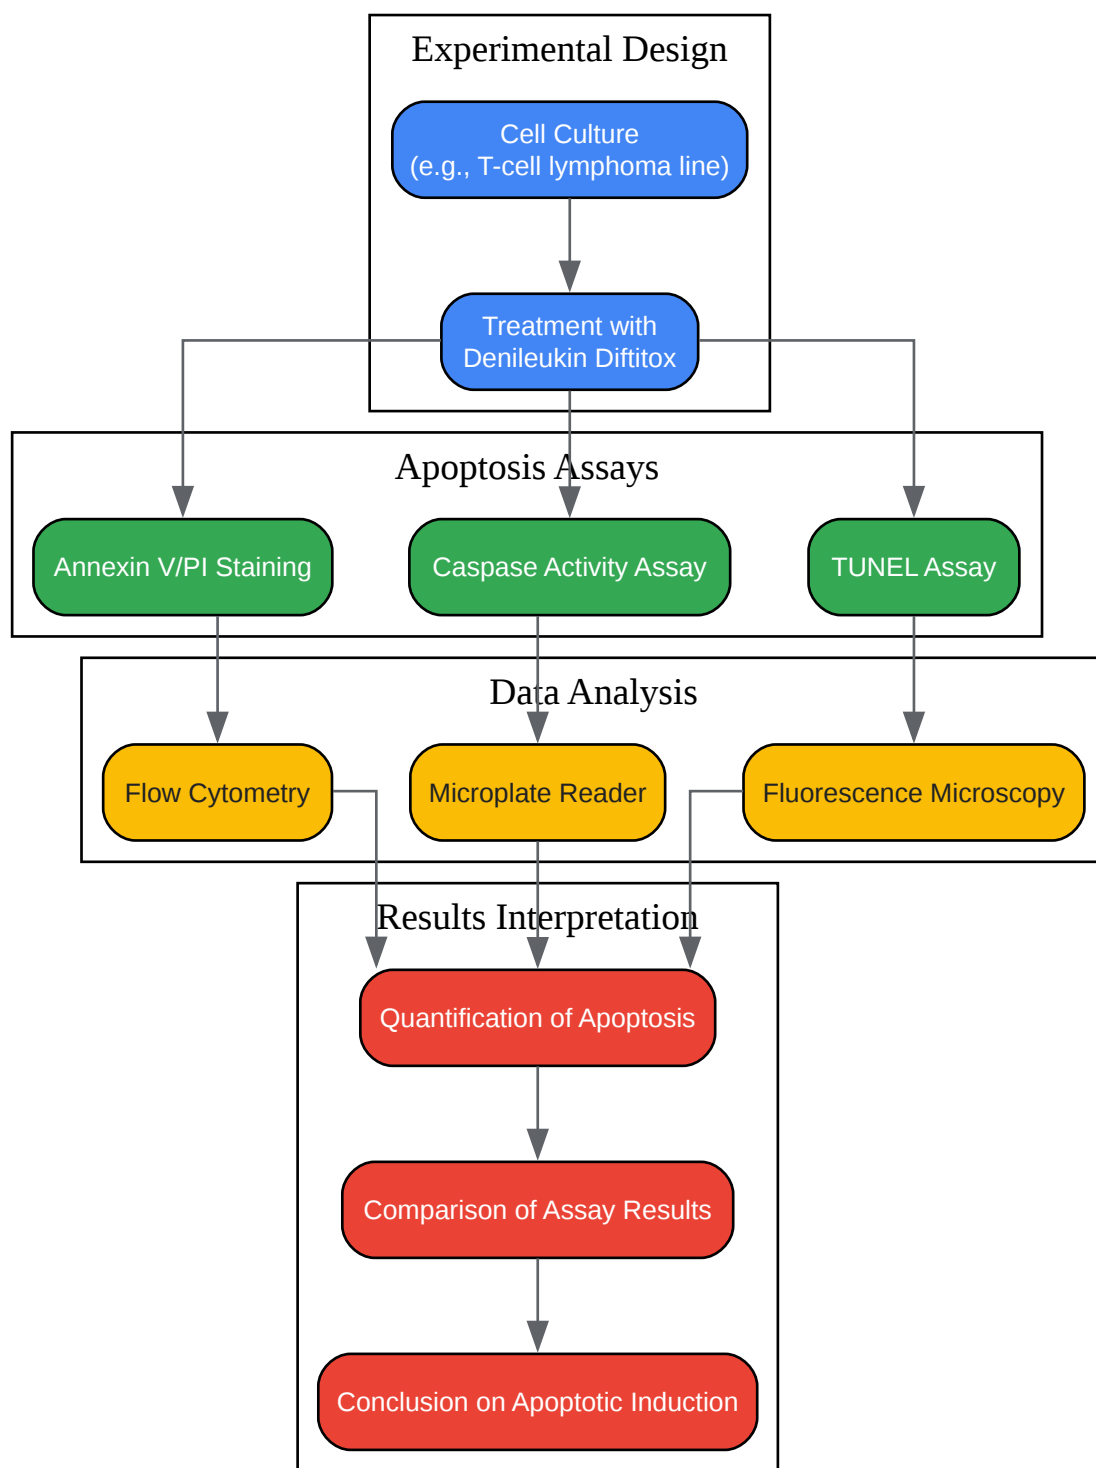 Experimental Design
Cell Culture
(e.g., T-cell lymphoma line)
Treatment with
Denileukin Diftitox
Apoptosis Assays
Annexin V/PI Staining
Caspase Activity Assay
TUNEL Assay
Data Analysis
Flow Cytometry
Microplate Reader
Fluorescence Microscopy
Results Interpretation
Quantification of Apoptosis
Comparison of Assay Results
Conclusion on Apoptotic Induction